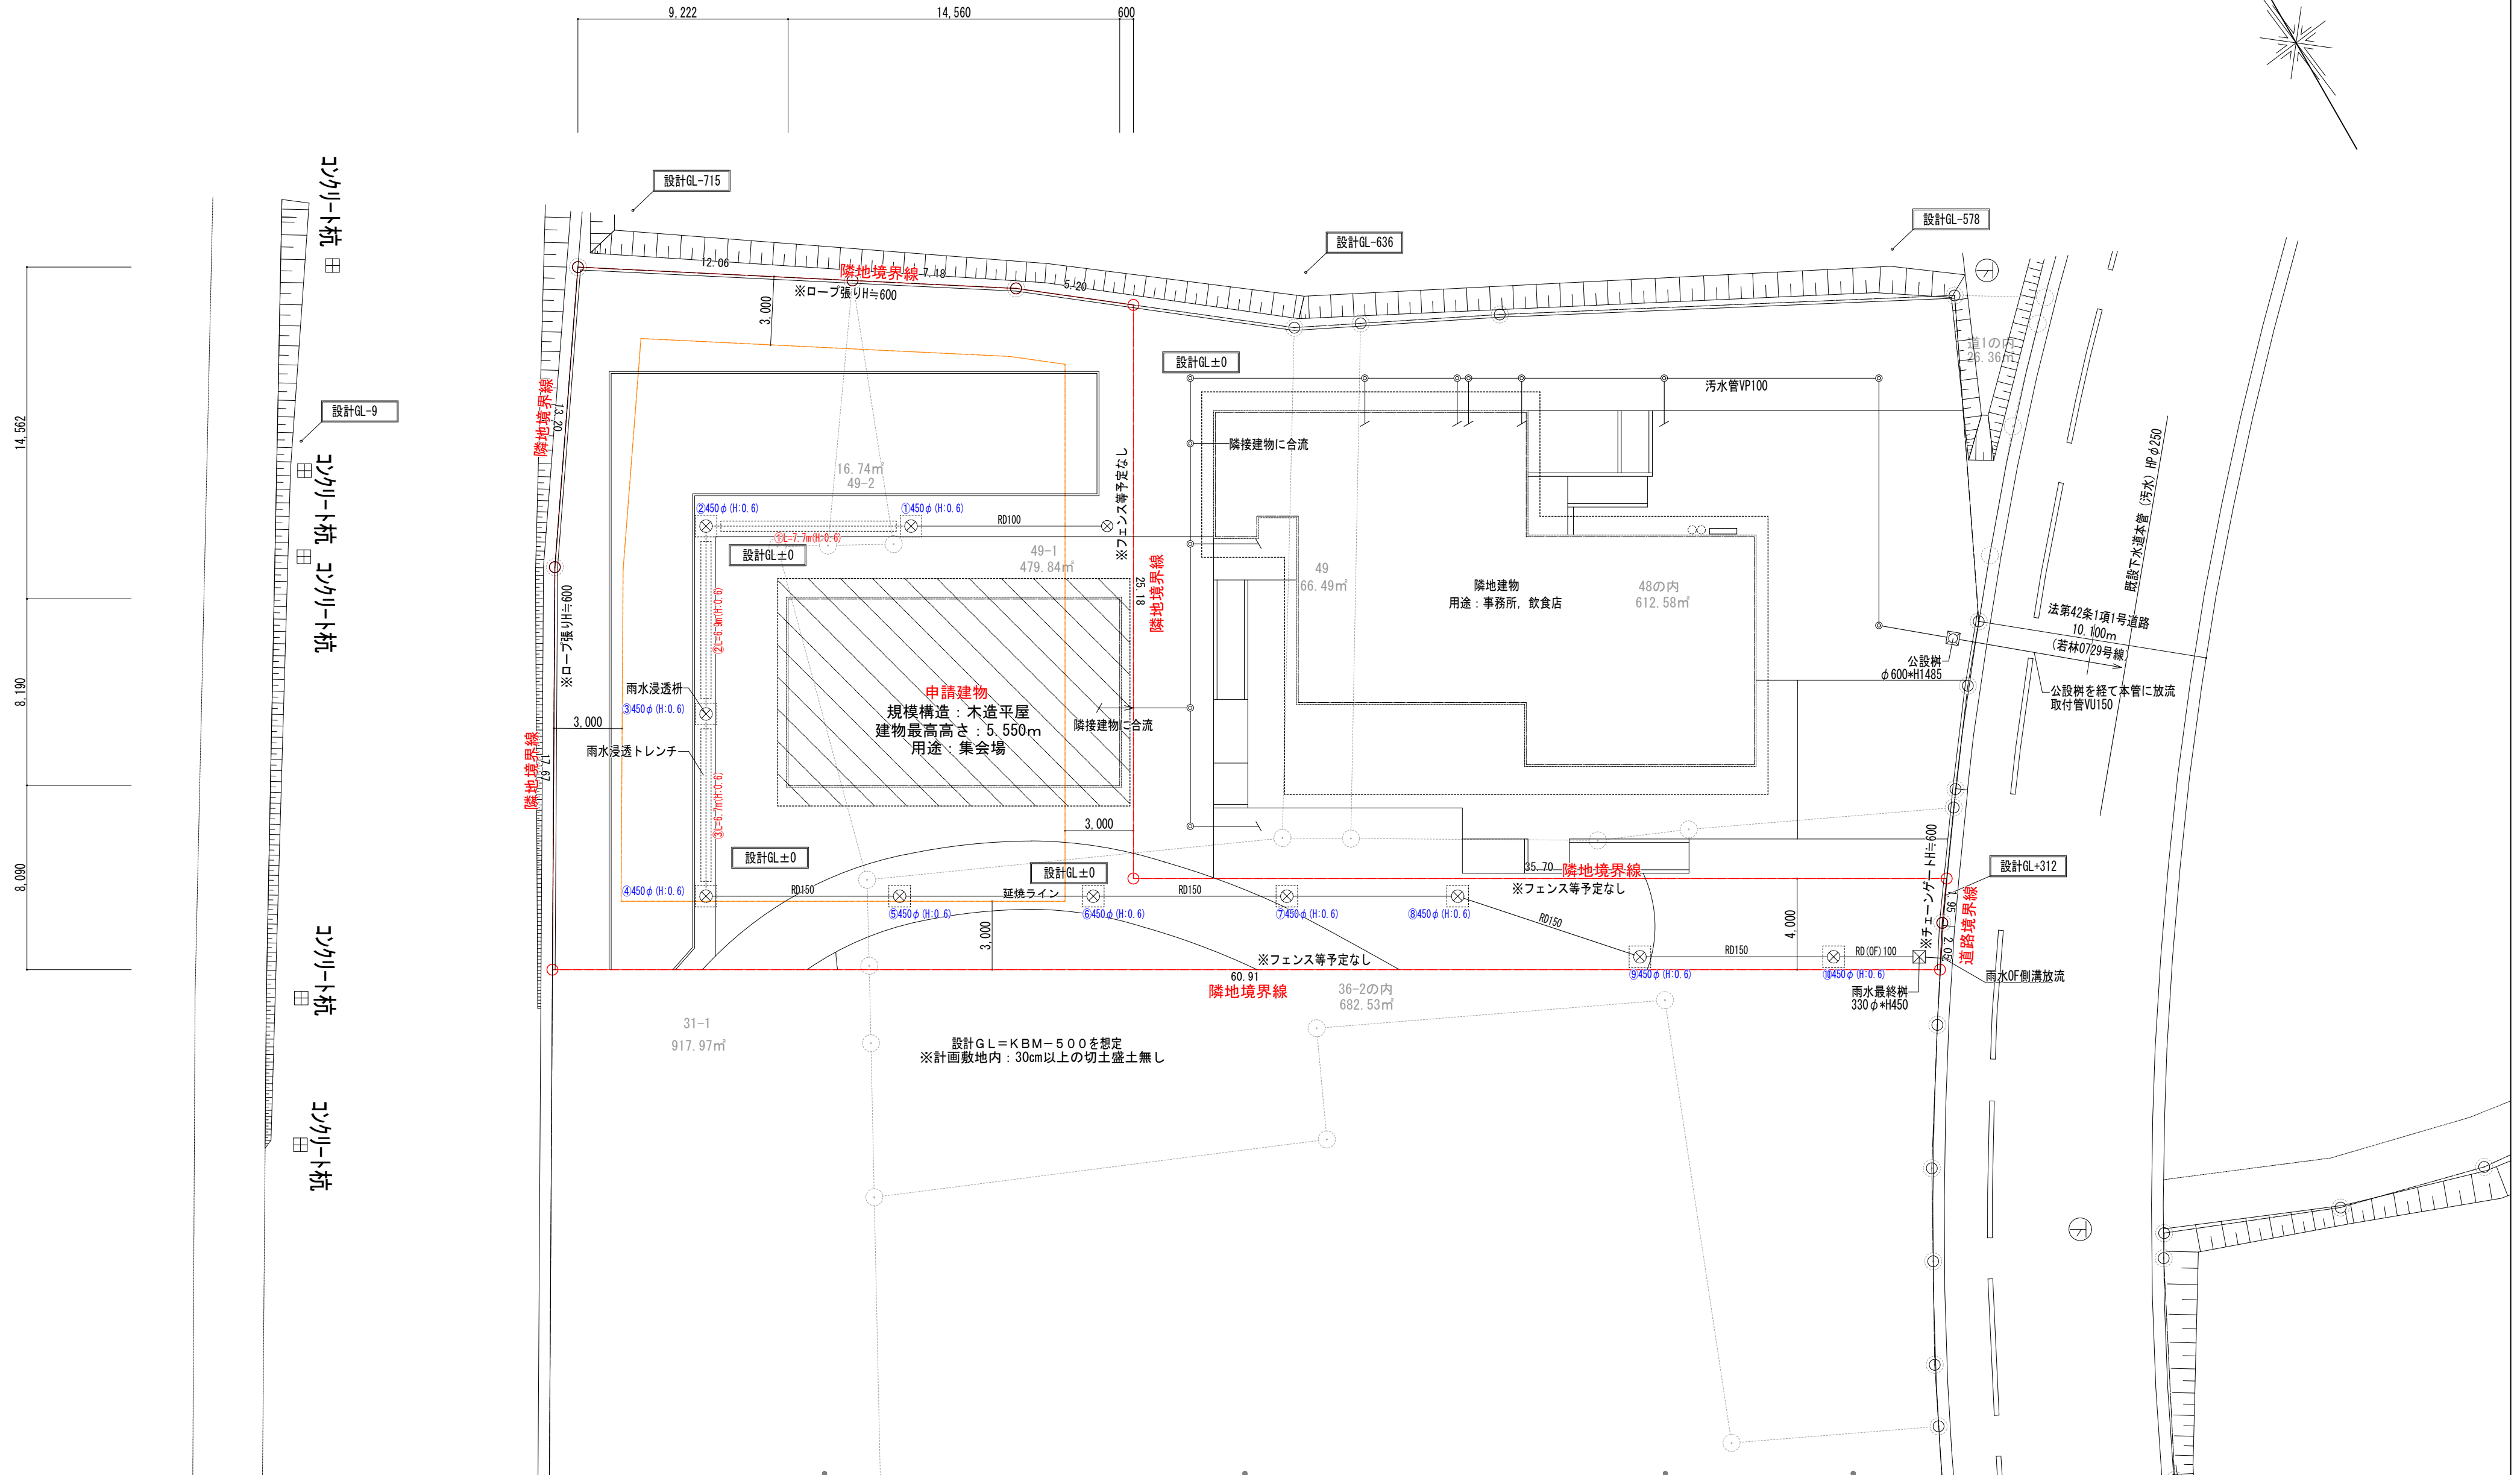 9,222
14,560
600
コンクリート杭
設計GL-715
設計GL-578
設計GL-636
12.06
隣地境界線
7.18
5.20
※ロープ張りH≒600
3,000
道1の内
26.36㎡
設計GL±0
汚水管VP100
14,562
設計GL-9
隣地境界線
13.20
隣接建物に合流
※フェンス等予定なし
既設下水道本管（汚水）HPφ250
コンクリート杭
16.74㎡
49-2
②450φ(H:0.6)
①450φ(H:0.6)
RD100
①L=7.7m(H:0.6)
設計GL±0
49-1
479.84㎡
コンクリート杭
25.18
隣地境界線
49
66.49㎡
隣地建物
用途：事務所，飲食店
48の内
612.58㎡
②L=6.9m(H:0.6)
※ロープ張りH≒600
法第42条1項1号道路
10.100m
(若林0729号線)
公設桝
φ600*H1485
公設桝を経て本管に放流
取付管VU150
8,190
雨水浸透枡
③450φ(H:0.6)
3,000
申請建物
規模構造：木造平屋
建物最高高さ：5.550m
用途：集会場
隣接建物に合流
雨水浸透トレンチ
隣地境界線
17.67
③L=6.7m(H:0.6)
3,000
設計GL±0
設計GL±0
35.70
隣地境界線
※フェンス等予定なし
※チェーンゲートH≒600
設計GL+312
8,090
④450φ(H:0.6)
RD150
延焼ライン
RD150
⑤450φ(H:0.6)
⑥450φ(H:0.6)
⑦450φ(H:0.6)
⑧450φ(H:0.6)
RD150
4,000
1.95
道路境界線
2.05
3,000
コンクリート杭
※フェンス等予定なし
RD150
RD(OF)100
60.91
隣地境界線
⑨450φ(H:0.6)
⑩450φ(H:0.6)
雨水OF側溝放流
雨水最終桝
330φ*H450
36-2の内
682.53㎡
31-1
917.97㎡
設計ＧＬ＝ＫＢＭ－５００を想定
※計画敷地内：30cm以上の切土盛土無し
コンクリート杭